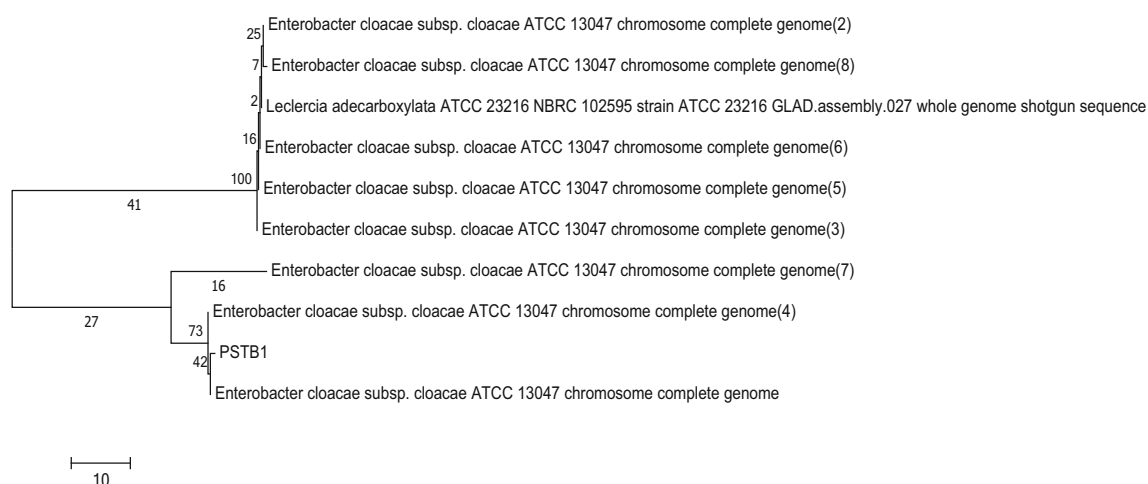 Enterobacter cloacae subsp. cloacae ATCC 13047 chromosome complete genome(2)
25
Enterobacter cloacae subsp. cloacae ATCC 13047 chromosome complete genome(8)
7
Leclercia adecarboxylata ATCC 23216 NBRC 102595 strain ATCC 23216 GLAD.assembly.027 whole genome shotgun sequence
2
Enterobacter cloacae subsp. cloacae ATCC 13047 chromosome complete genome(6)
16
Enterobacter cloacae subsp. cloacae ATCC 13047 chromosome complete genome(5)
100
41
Enterobacter cloacae subsp. cloacae ATCC 13047 chromosome complete genome(3)
Enterobacter cloacae subsp. cloacae ATCC 13047 chromosome complete genome(7)
16
Enterobacter cloacae subsp. cloacae ATCC 13047 chromosome complete genome(4)
27
73
PSTB1
42
Enterobacter cloacae subsp. cloacae ATCC 13047 chromosome complete genome
10